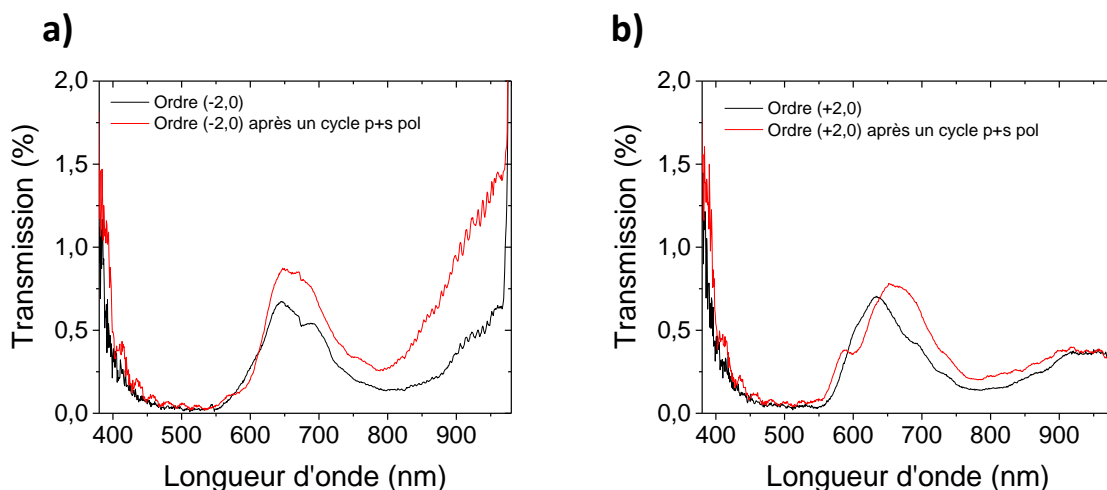 a)
2,0
1,5
1,0
0,5
0,0
Transmission (%)
Ordre (-2,0)
Ordre (-2,0) après un cycle p+s pol
400 500 600 700 800 900
Longueur d'onde (nm)
b)
2,0
1,5
1,0
0,5
0,0
Transmission (%)
Ordre (+2,0)
Ordre (+2,0) après un cycle p+s pol
400 500 600 700 800 900
Longueur d'onde (nm)